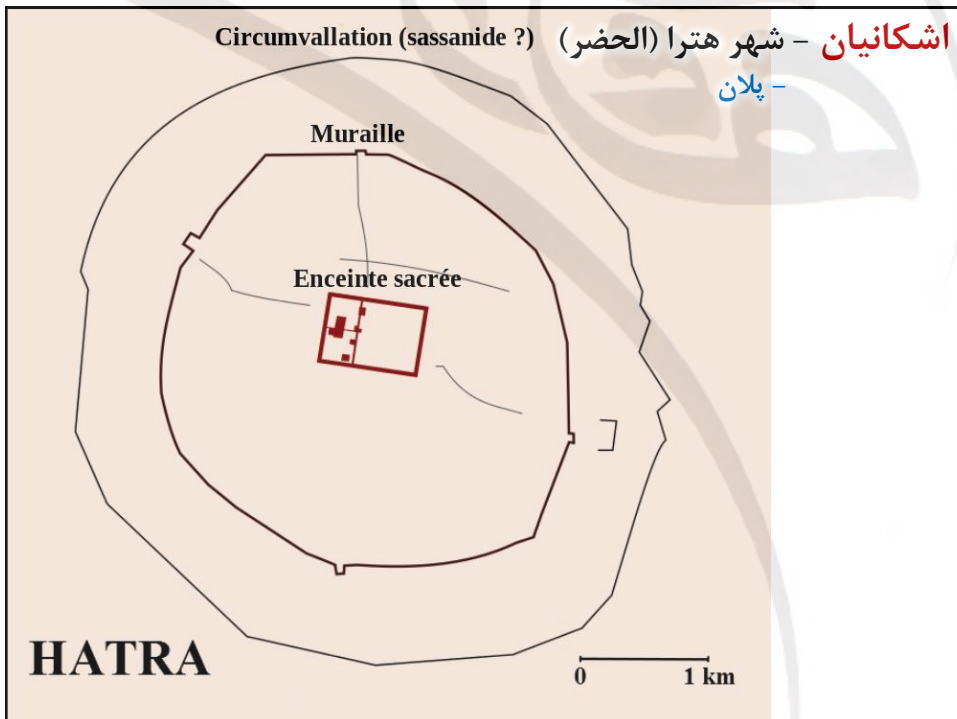 اشکانیان – شهر هترا (الحضر)
– پلان
Circumvallation (sassanide ?)
Muraille
Enceinte sacrée
HATRA
0 1 km